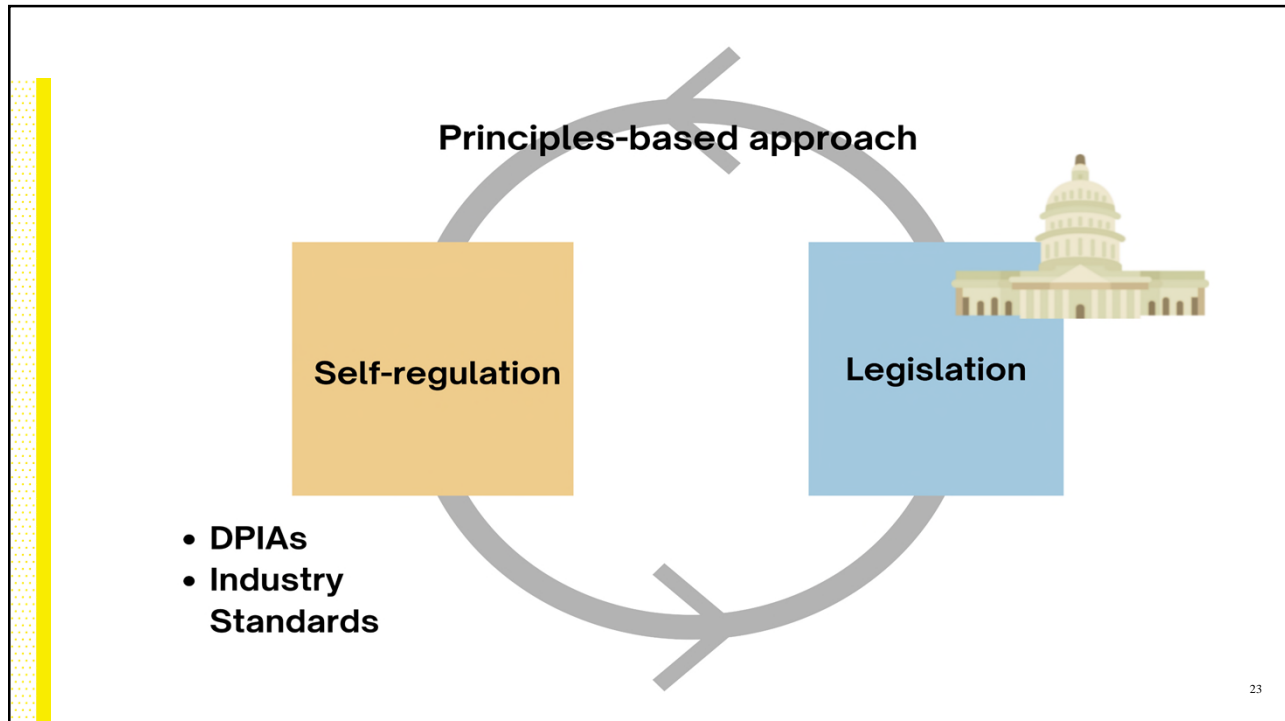 Principles-based approach
Self-regulation
Legislation
• DPIAs
• Industry
Standards
23